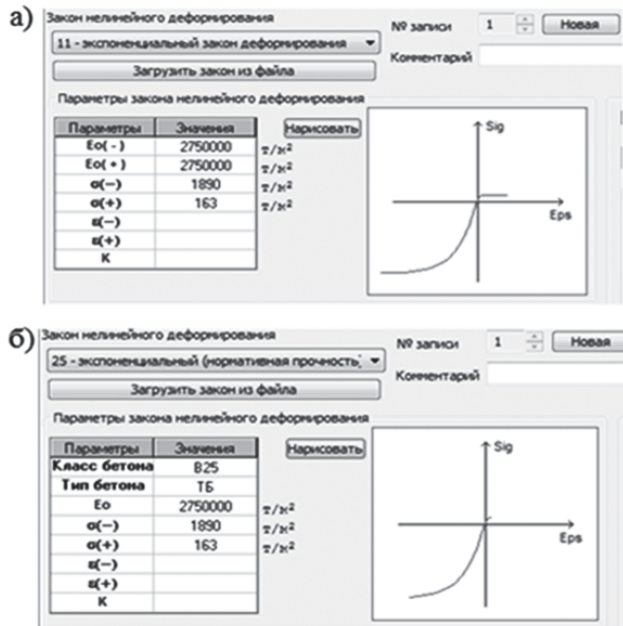 а)
Закон нелинейного деформирования
№ записи 1 Новая
11 - экспоненциальный закон деформирования
Комментарий
Загрузить закон из файла
Параметры закона нелинейного деформирования
Параметры Значения Нарисовать
Eo( - ) 2750000 т/м²
Eo( + ) 2750000 т/м²
σ(−) 1890 т/м²
σ(+) 163 т/м²
ε(−)
ε(+)
K
Sig
Eps
б)
Закон нелинейного деформирования
№ записи 1 Новая
25 - экспоненциальный (нормативная прочность)
Комментарий
Загрузить закон из файла
Параметры закона нелинейного деформирования
Параметры Значения Нарисовать
Класс бетона B25
Тип бетона ТБ
Eo 2750000 т/м²
σ(−) 1890 т/м²
σ(+) 163 т/м²
ε(−)
ε(+)
K
Sig
Eps